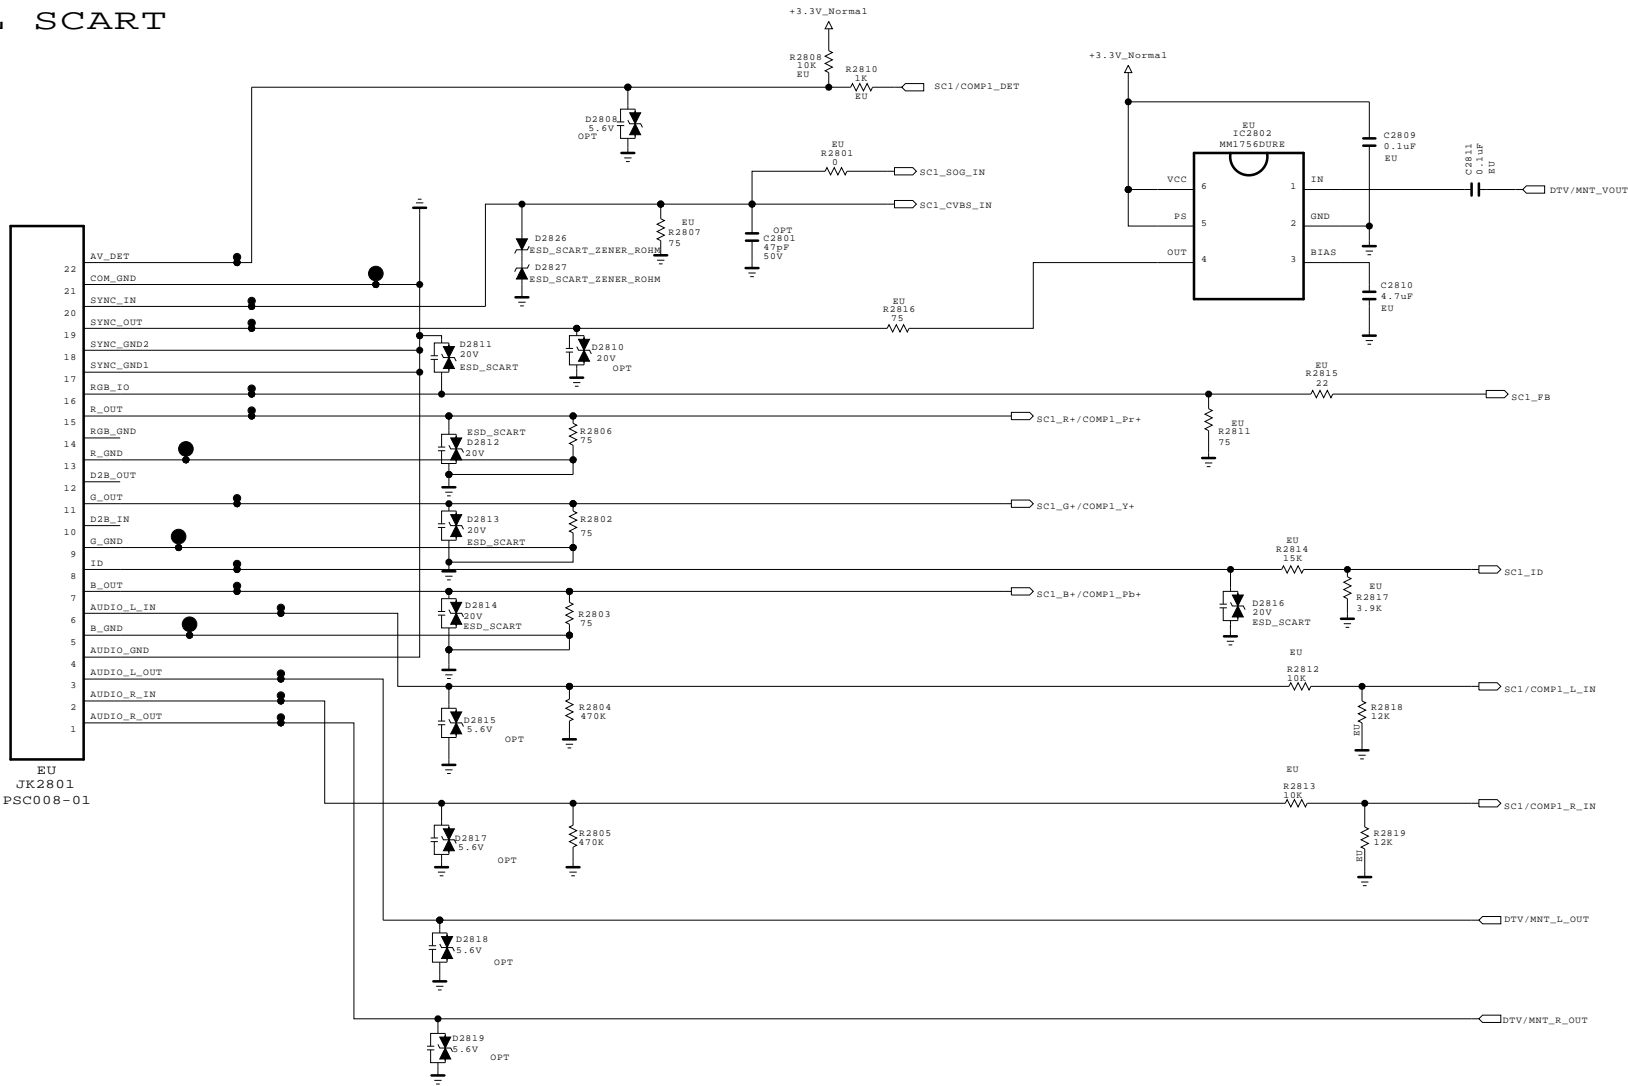 SCART
+3.3V_Normal
R2808
10K
EU
R2810
1K
EU
SC1/COMP1_DET
D2808
5.6V
OPT
EU
R2801
0
SC1_SOG_IN
SC1_CVBS_IN
EU
R2807
75
OPT
C2801
47pF
50V
D2826
ESD_SCART_ZENER_ROHM
D2827
ESD_SCART_ZENER_ROHM
+3.3V_Normal
EU
IC2802
MM1756DURE
VCC
6
PS
5
OUT
4
1
IN
2
GND
3
BIAS
C2809
0.1uF
EU
C2811
0.1uF
EU
DTV/MNT_VOUT
C2810
4.7uF
EU
AV_DET
22
COM_GND
21
SYNC_IN
20
SYNC_OUT
19
SYNC_GND2
18
SYNC_GND1
17
RGB_IO
16
R_OUT
15
RGB_GND
14
R_GND
13
D2B_OUT
12
G_OUT
11
D2B_IN
10
G_GND
9
ID
8
B_OUT
7
AUDIO_L_IN
6
B_GND
5
AUDIO_GND
4
AUDIO_L_OUT
3
AUDIO_R_IN
2
AUDIO_R_OUT
1
EU
JK2801
PSC008-01
EU
R2816
75
D2811
20V
ESD_SCART
D2810
20V
OPT
EU
R2815
22
SC1_FB
EU
R2811
75
SC1_R+/COMP1_Pr+
ESD_SCART
D2812
20V
R2806
75
SC1_G+/COMP1_Y+
D2813
20V
ESD_SCART
R2802
75
EU
R2814
15K
SC1_ID
D2816
20V
ESD_SCART
EU
R2817
3.9K
SC1_B+/COMP1_Pb+
D2814
20V
ESD_SCART
R2803
75
EU
R2812
10K
SC1/COMP1_L_IN
D2815
5.6V
OPT
R2804
470K
R2818
12K
EU
EU
R2813
10K
SC1/COMP1_R_IN
D2817
5.6V
OPT
R2805
470K
R2819
12K
EU
DTV/MNT_L_OUT
D2818
5.6V
OPT
DTV/MNT_R_OUT
D2819
5.6V
OPT